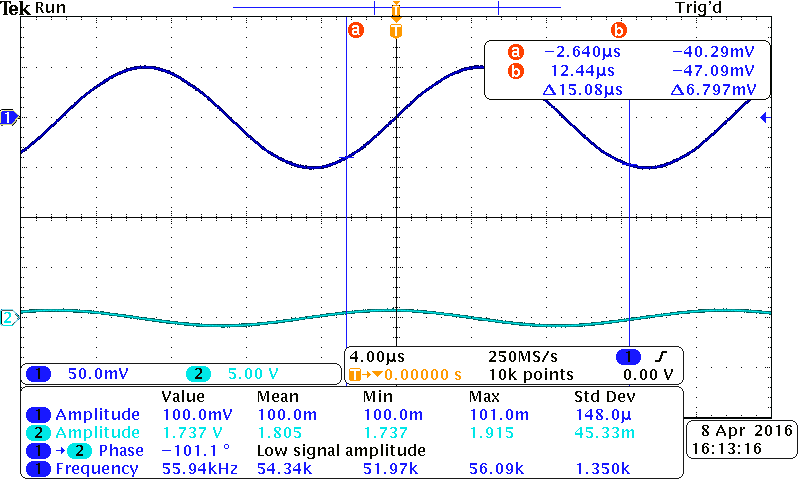 Tek Run Trig'd
T
a b
T
a −2.640µs −40.29mV
b 12.44µs −47.09mV
Δ15.08µs Δ6.797mV
1
2
1 50.0mV 2 5.00 V
4.00µs 250MS/s 1
T→▼0.00000 s 10k points 0.00 V
Value Mean Min Max Std Dev
1 Amplitude 100.0mV 100.0m 100.0m 101.0m 148.0µ
2 Amplitude 1.737 V 1.805 1.737 1.915 45.33m
1 → 2 Phase −101.1 ° Low signal amplitude
1 Frequency 55.94kHz 54.34k 51.97k 56.09k 1.350k
8 Apr 2016
16:13:16